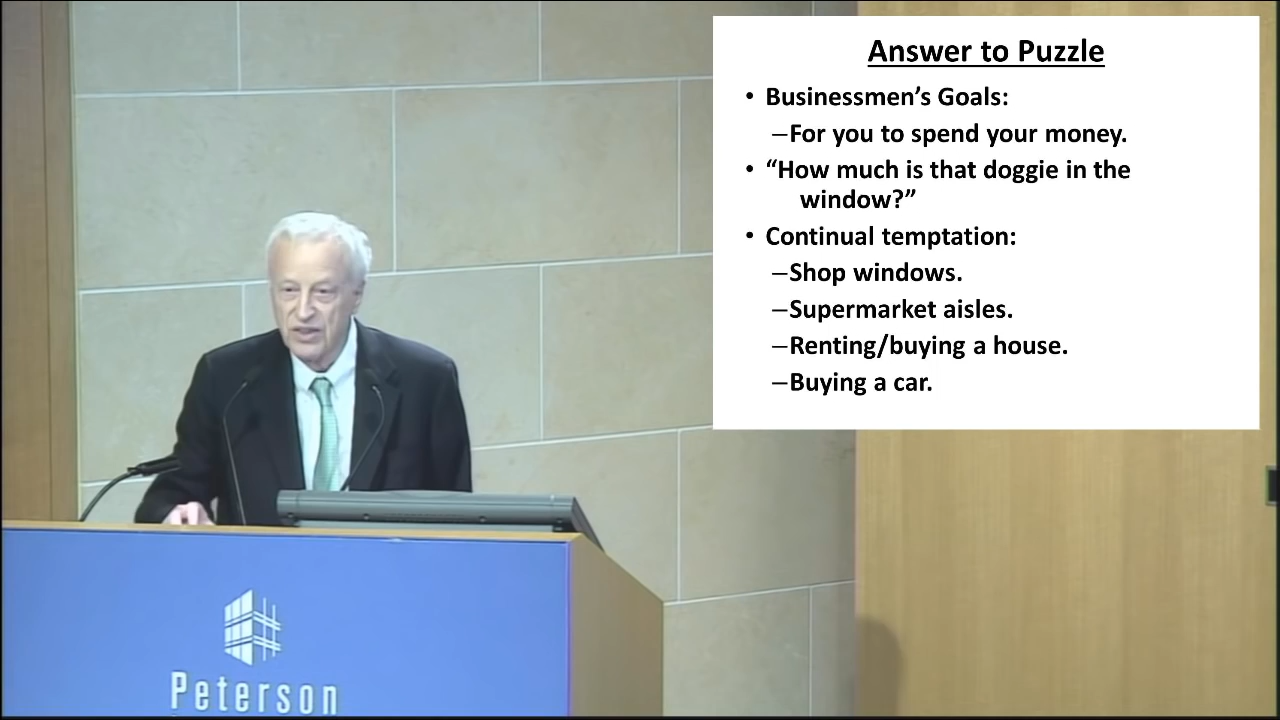 Answer to Puzzle
• Businessmen’s Goals:
–For you to spend your money.
• “How much is that doggie in the
window?”
• Continual temptation:
–Shop windows.
–Supermarket aisles.
–Renting/buying a house.
–Buying a car.
Peterson